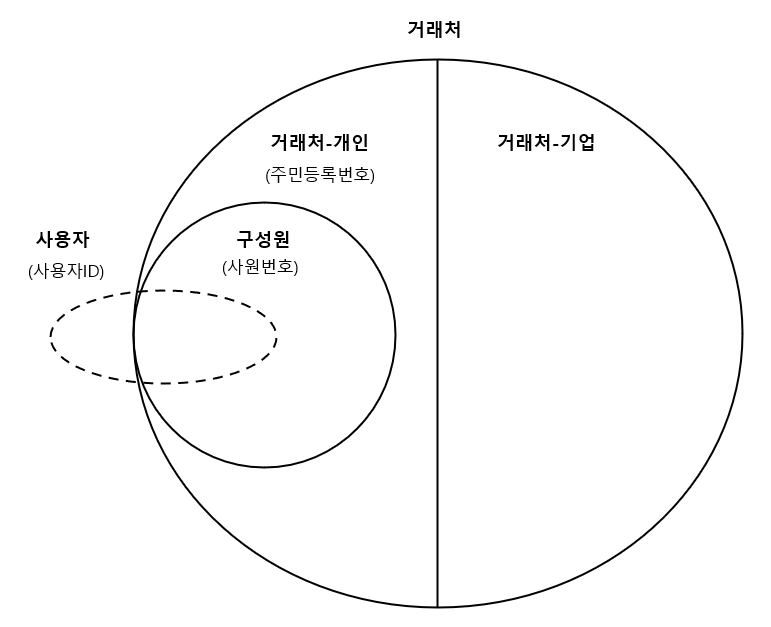 거래처
거래처-개인
(주민등록번호)
거래처-기업
사용자
(사용자ID)
구성원
(사원번호)